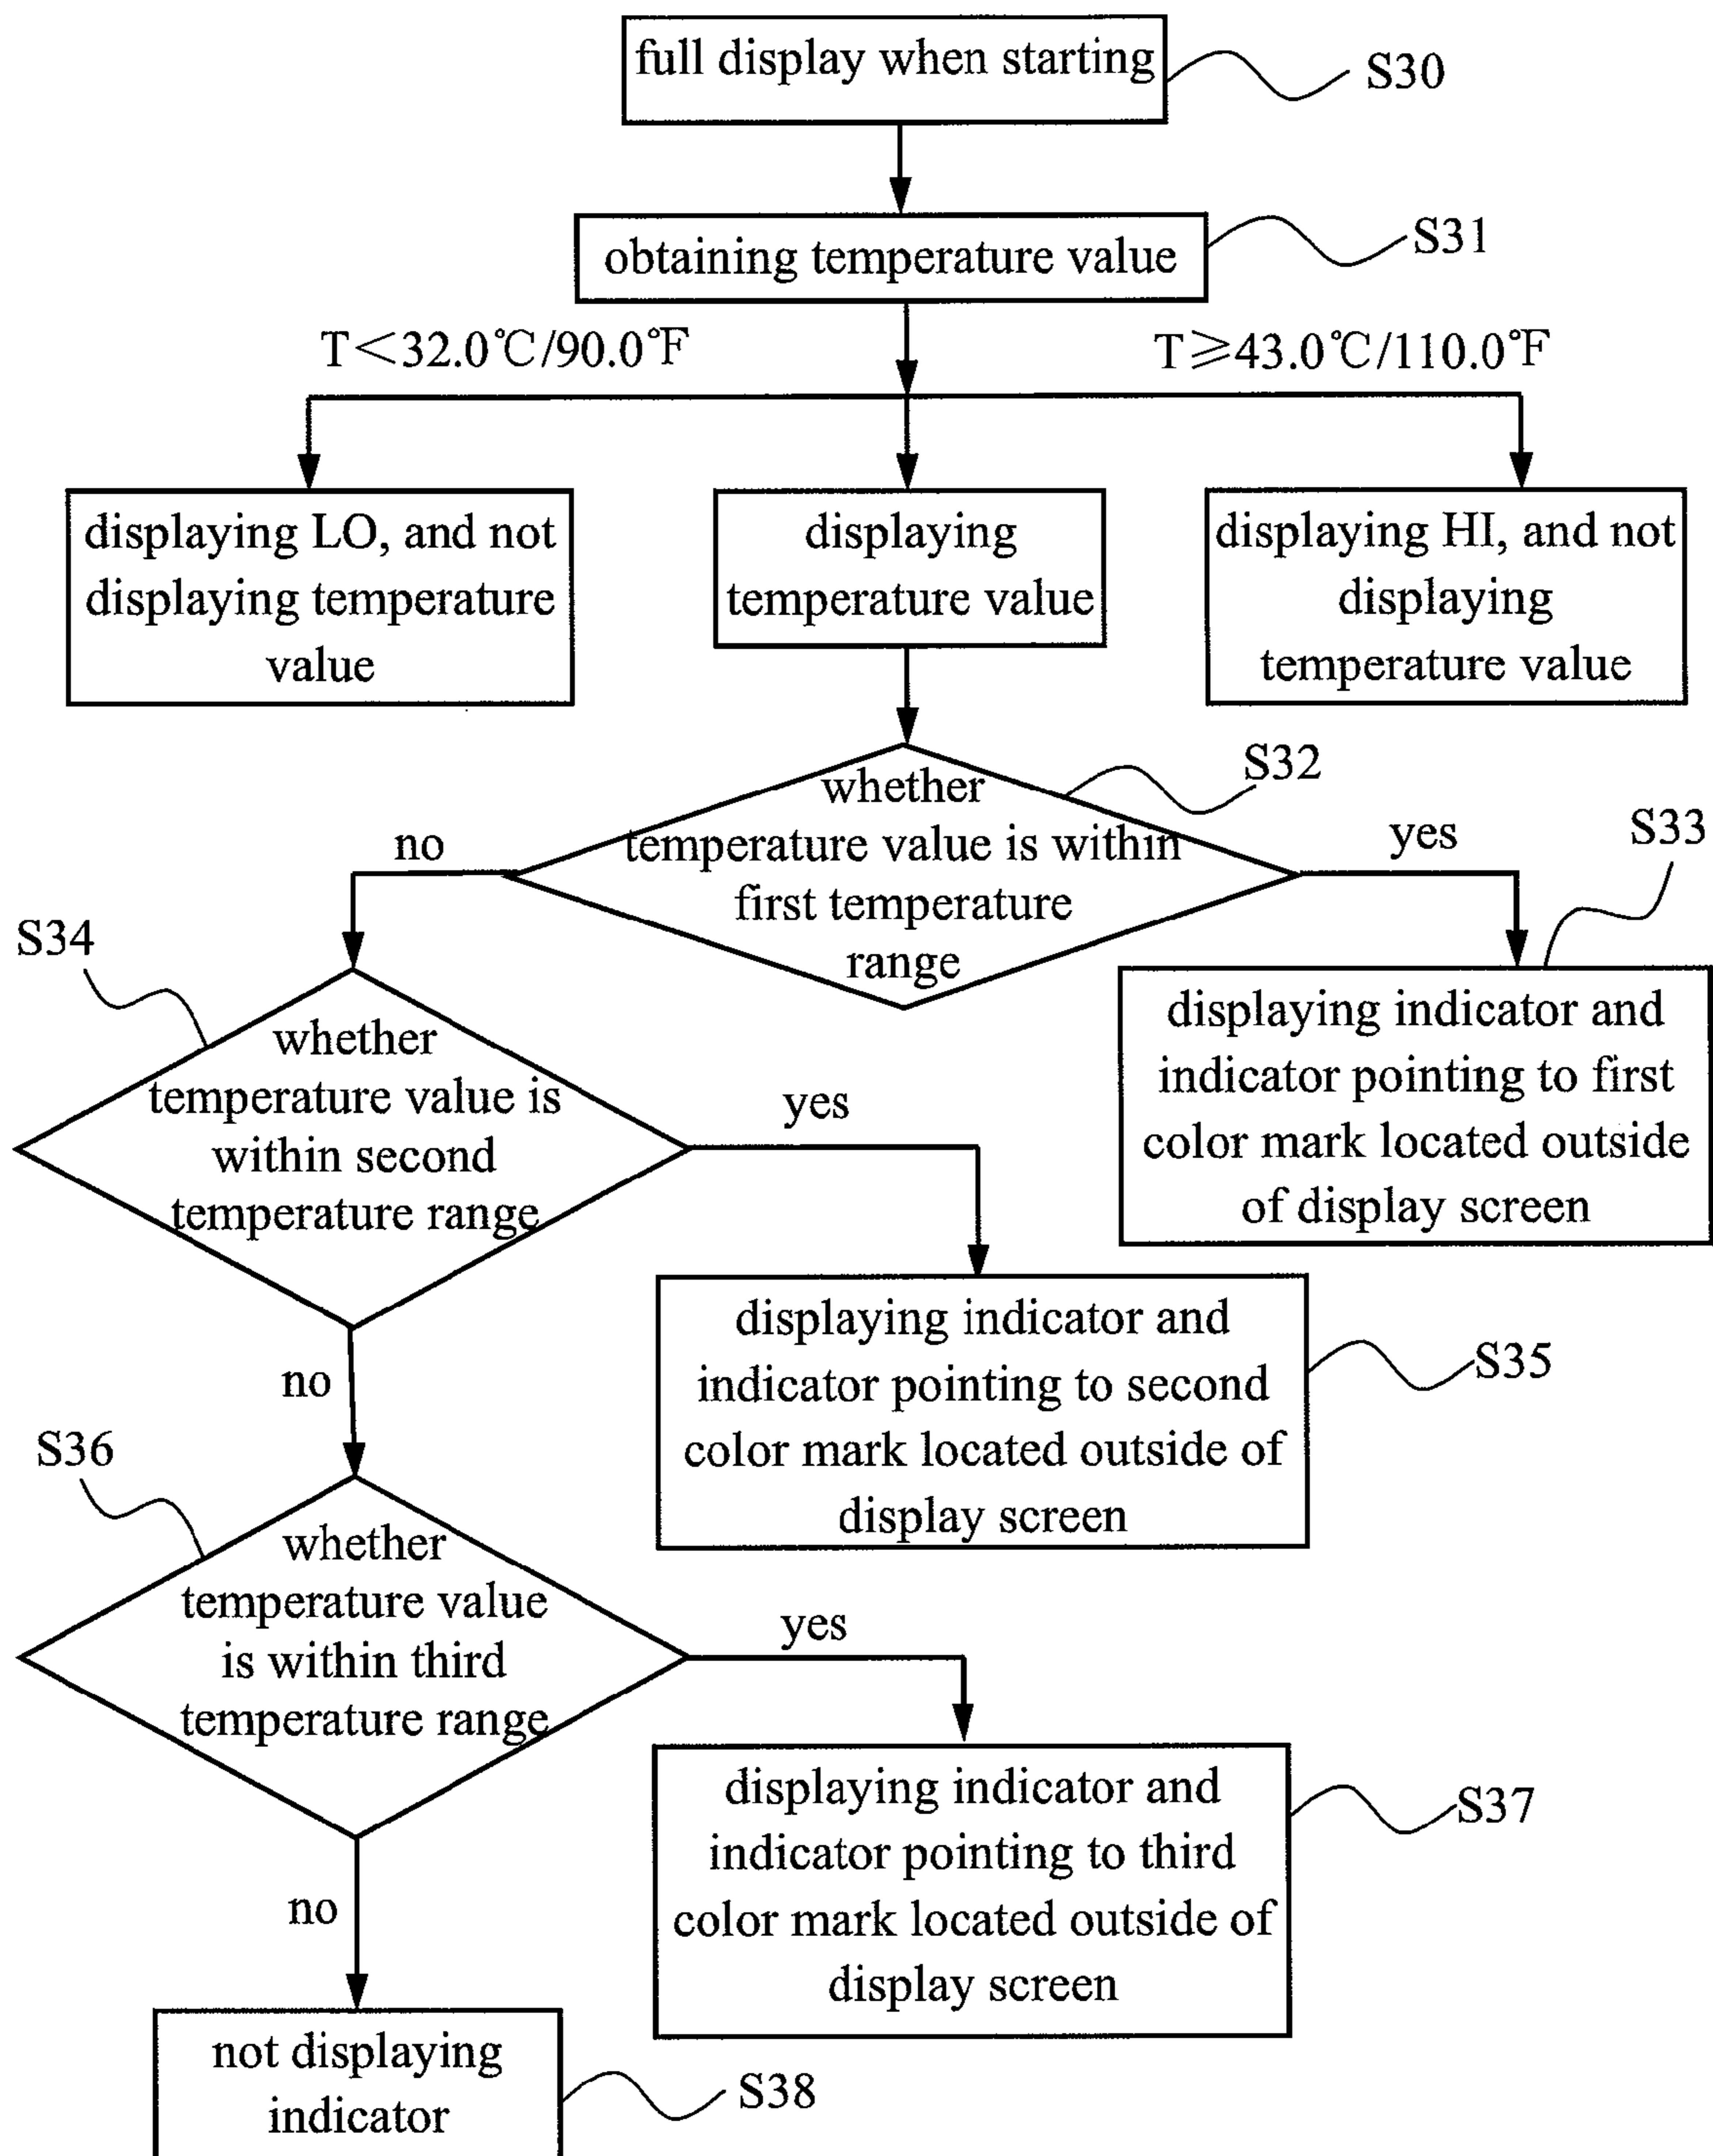 full display when starting
S30
obtaining temperature value
S31
T<32.0℃/90.0℉
T≥43.0℃/110.0℉
displaying LO, and not
displaying temperature
value
displaying
temperature value
displaying HI, and not
displaying
temperature value
S32
whether
temperature value is within
first temperature
range
no
yes
S33
displaying indicator and
indicator pointing to first
color mark located outside
of display screen
S34
whether
temperature value is
within second
temperature range
yes
no
displaying indicator and
indicator pointing to second
color mark located outside of
display screen
S35
S36
whether
temperature value
is within third
temperature range
yes
no
displaying indicator and
indicator pointing to third
color mark located outside of
display screen
S37
not displaying
indicator
S38